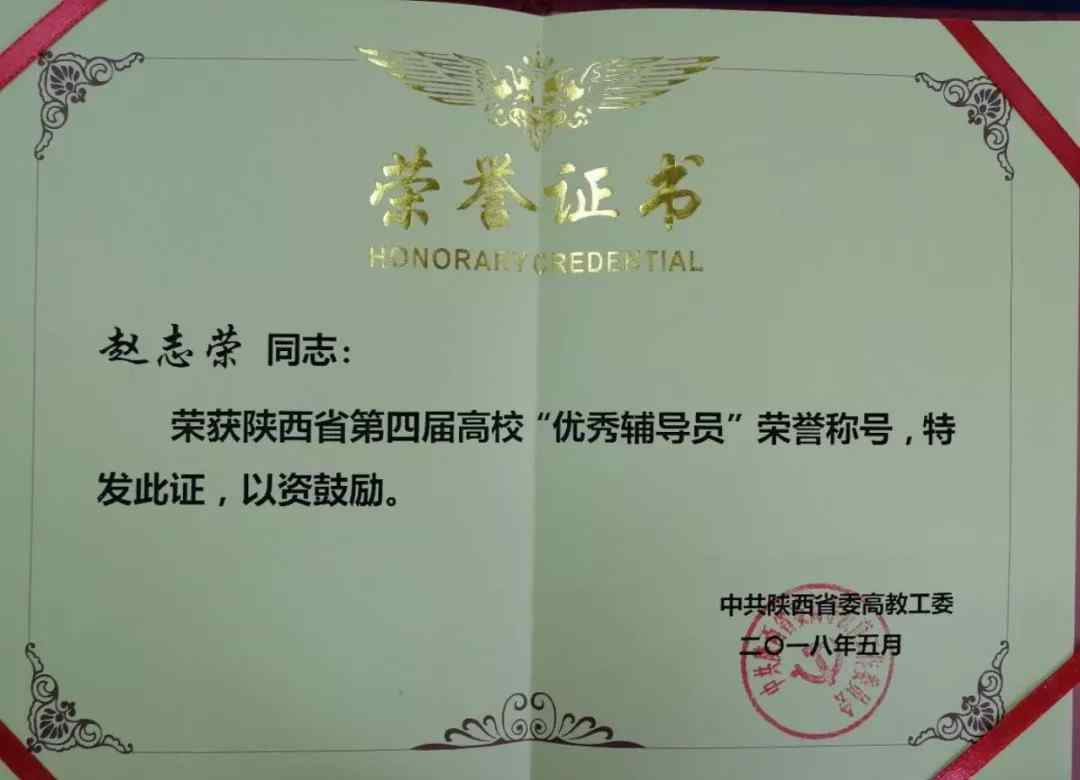 荣誉证书
HONORARY CREDENTIAL
赵志荣 同志：
荣获陕西省第四届高校“优秀辅导员”荣誉称号，特
发此证，以资鼓励。
中共陕西省委高教工委
二〇一八年五月